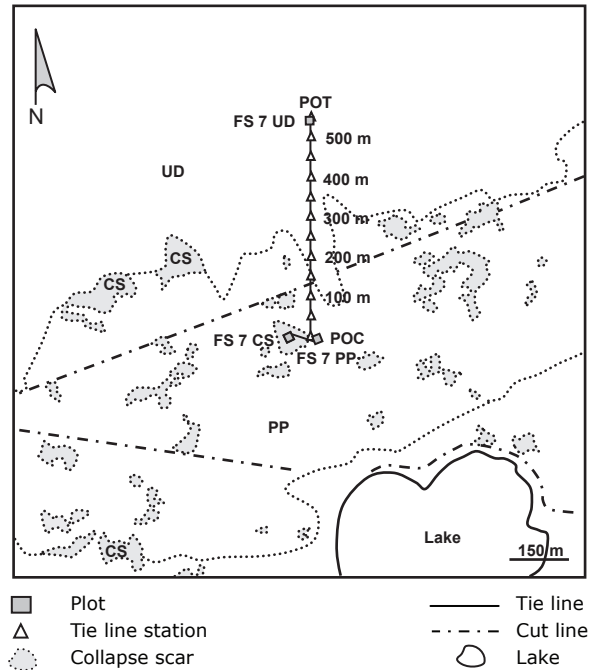 N
POT
FS 7 UD
500 m
UD
400 m
300 m
200 m
CS
CS
100 m
FS 7 CS
POC
FS 7 PP
PP
Lake
150 m
CS
Plot
Tie line
Tie line station
Cut line
Collapse scar
Lake